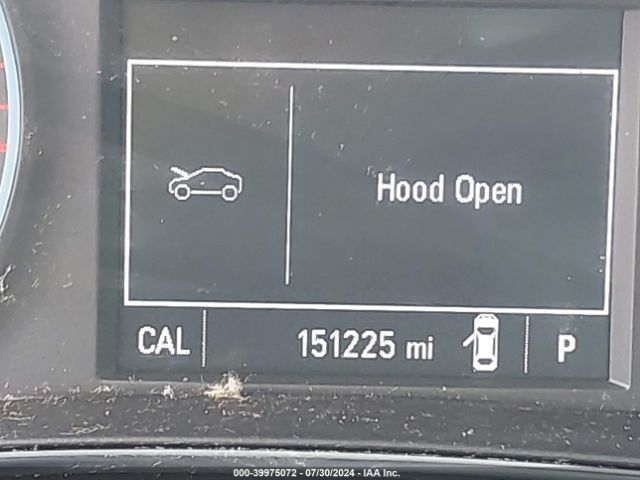 Hood Open
CAL 151225 mi P
000-39975072 - 07/30/2024 - IAA Inc.